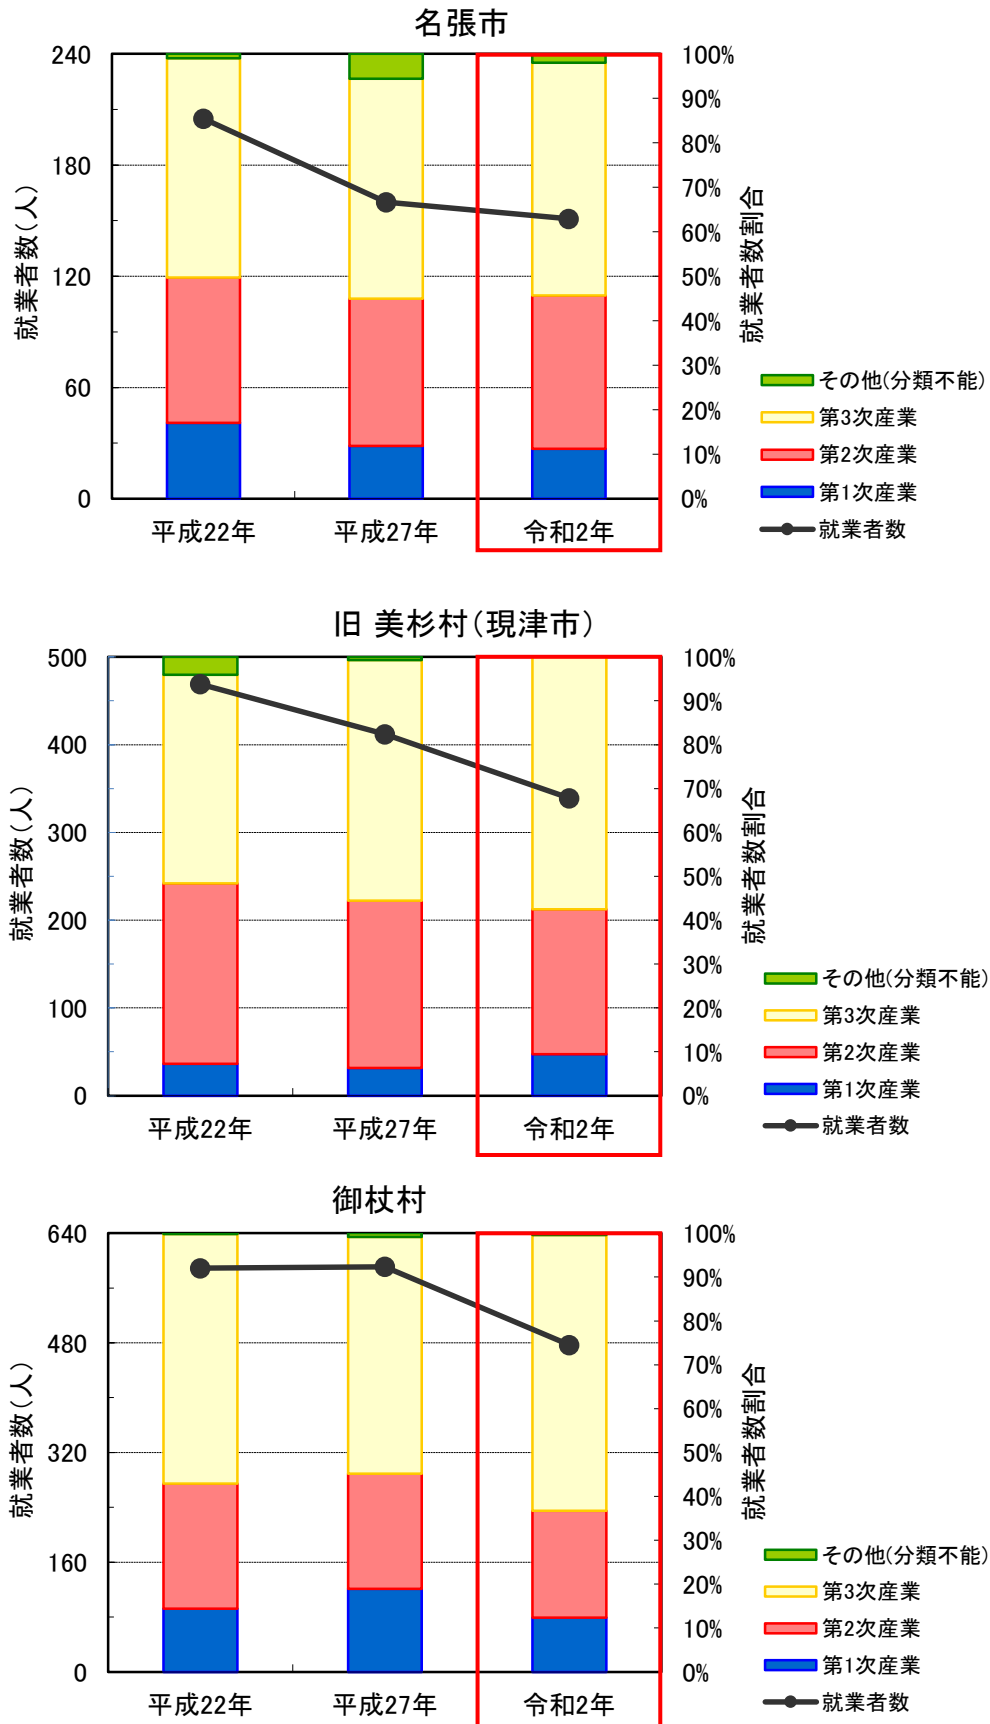 名張市
240
180
120
60
0
就業者数(人)
100%
90%
80%
70%
60%
50%
40%
30%
20%
10%
0%
就業者数割合
平成22年
平成27年
令和2年
その他(分類不能)
第3次産業
第2次産業
第1次産業
就業者数
旧 美杉村(現津市)
500
400
300
200
100
0
就業者数(人)
100%
90%
80%
70%
60%
50%
40%
30%
20%
10%
0%
就業者数割合
平成22年
平成27年
令和2年
その他(分類不能)
第3次産業
第2次産業
第1次産業
就業者数
御杖村
640
480
320
160
0
就業者数(人)
100%
90%
80%
70%
60%
50%
40%
30%
20%
10%
0%
就業者数割合
平成22年
平成27年
令和2年
その他(分類不能)
第3次産業
第2次産業
第1次産業
就業者数